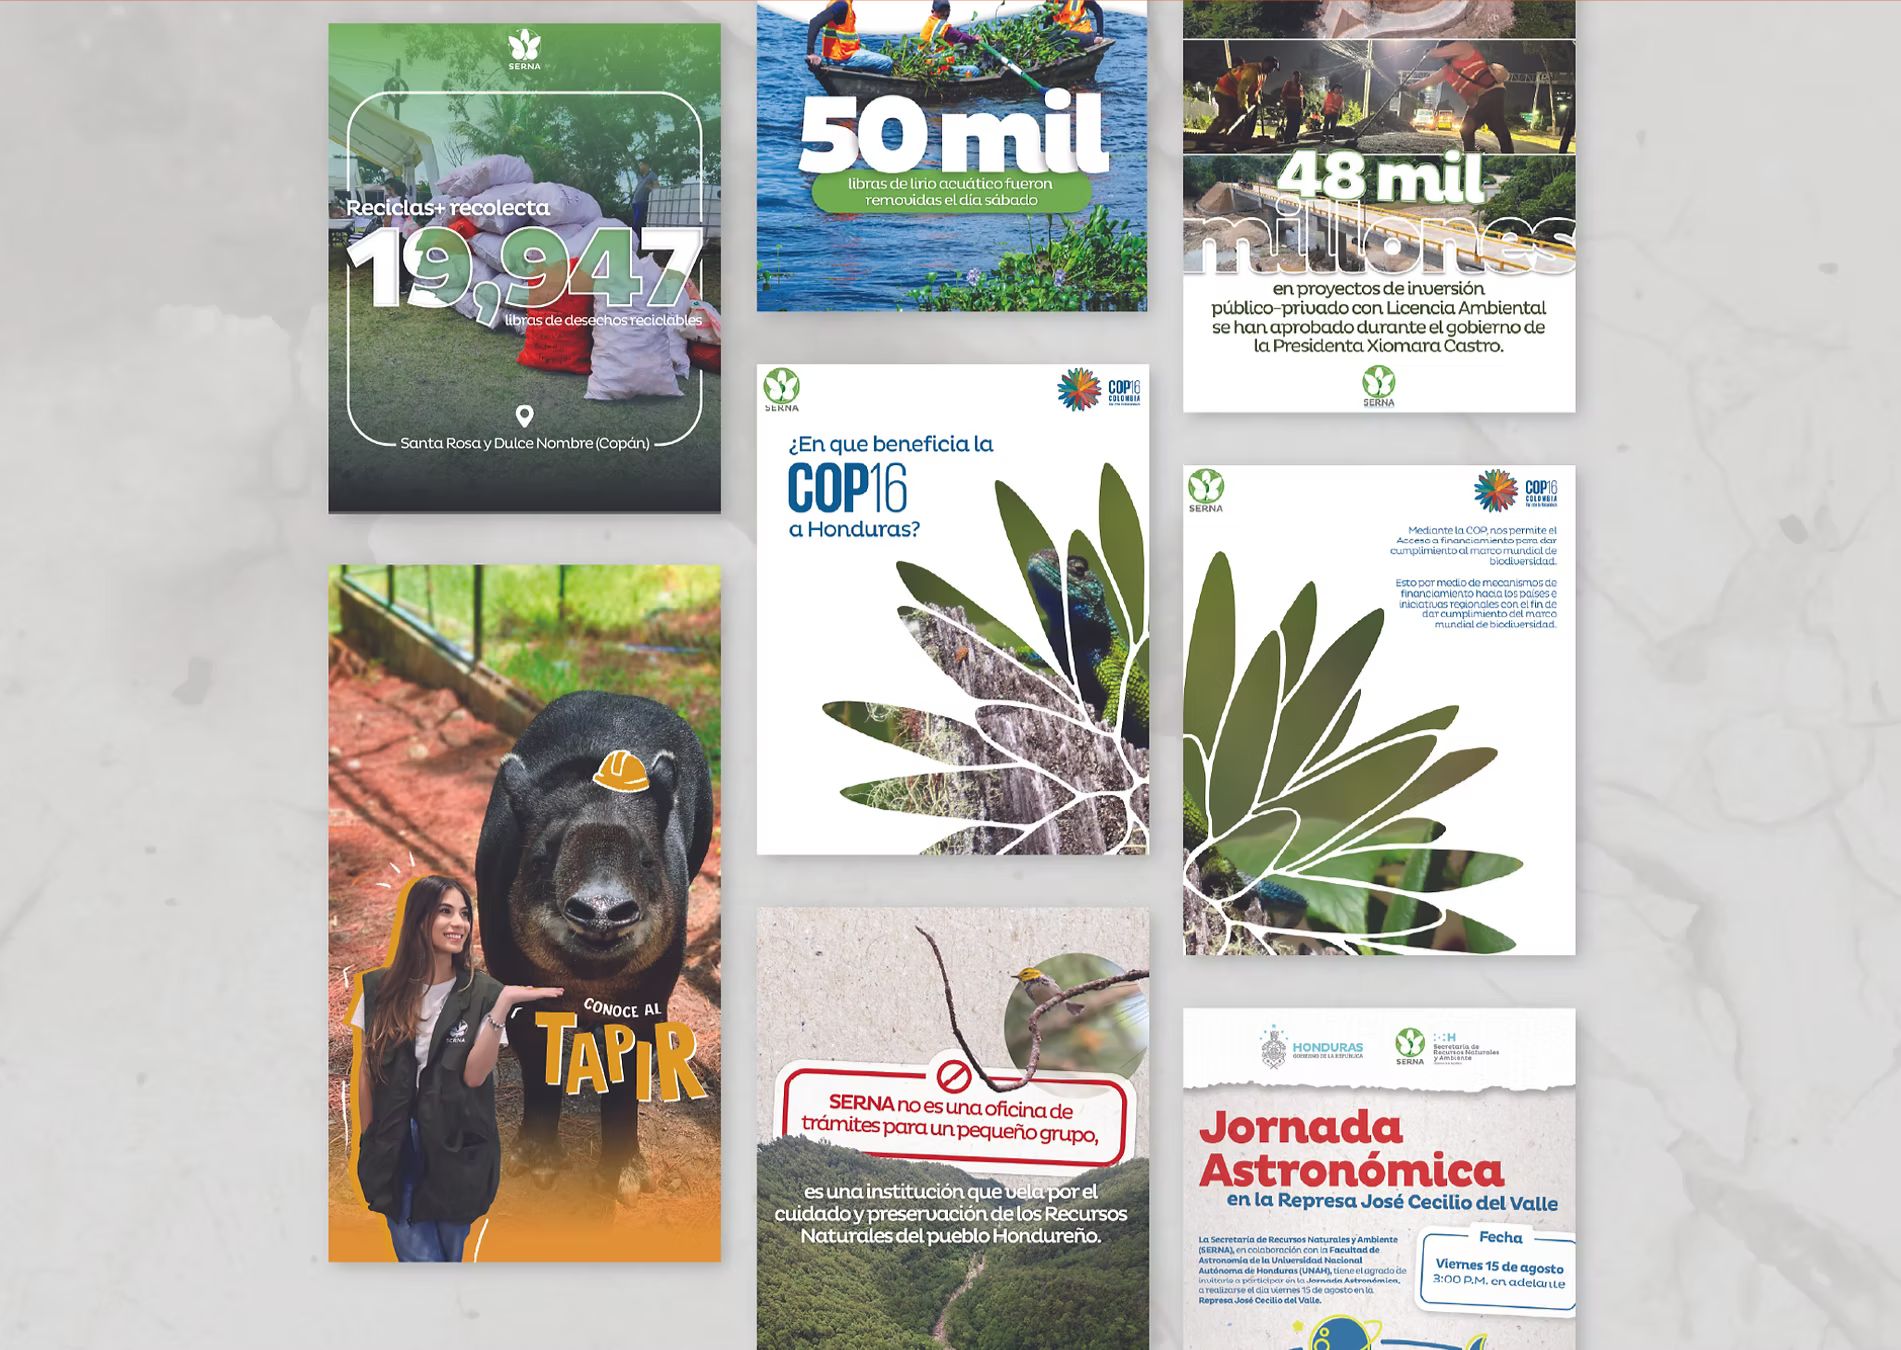 SERNA
Reciclas+ recolecta
19,947
libras de desechos reciclables
Santa Rosa y Dulce Nombre (Copán)
CONOCE AL
TAPIR
SERNA
50 mil
libras de lirio acuático fueron
removidas el día sábado
SERNA
COP16
COLOMBIA
¿En que beneficia la
COP16
a Honduras?
SERNA no es una oficina de
trámites para un pequeño grupo,
es una institución que vela por el
cuidado y preservación de los Recursos
Naturales del pueblo Hondureño.
48 mil
millones
en proyectos de inversión
público-privado con Licencia Ambiental
se han aprobado durante el gobierno de
la Presidenta Xiomara Castro.
SERNA
SERNA
COP16
COLOMBIA
Mediante la COP, nos permite el
Acceso a financiamiento para dar
cumplimiento al marco mundial de
biodiversidad.
Esto por medio de mecanismos de
financiamiento hacia los países e
iniciativas regionales con el fin de
dar cumplimiento del marco
mundial de biodiversidad.
HONDURAS
GOBIERNO DE LA REPÚBLICA
SERNA
Secretaría de
Recursos Naturales
y Ambiente
Jornada
Astronómica
en la Represa José Cecilio del Valle
La Secretaría de Recursos Naturales y Ambiente
(SERNA), en colaboración con la Facultad de
Astronomía de la Universidad Nacional
Autónoma de Honduras (UNAH), tiene el agrado de
invitarle a participar en la Jornada Astronómica,
a realizarse el día viernes 15 de agosto en la
Represa José Cecilio del Valle.
Fecha
Viernes 15 de agosto
3:00 P.M. en adelante